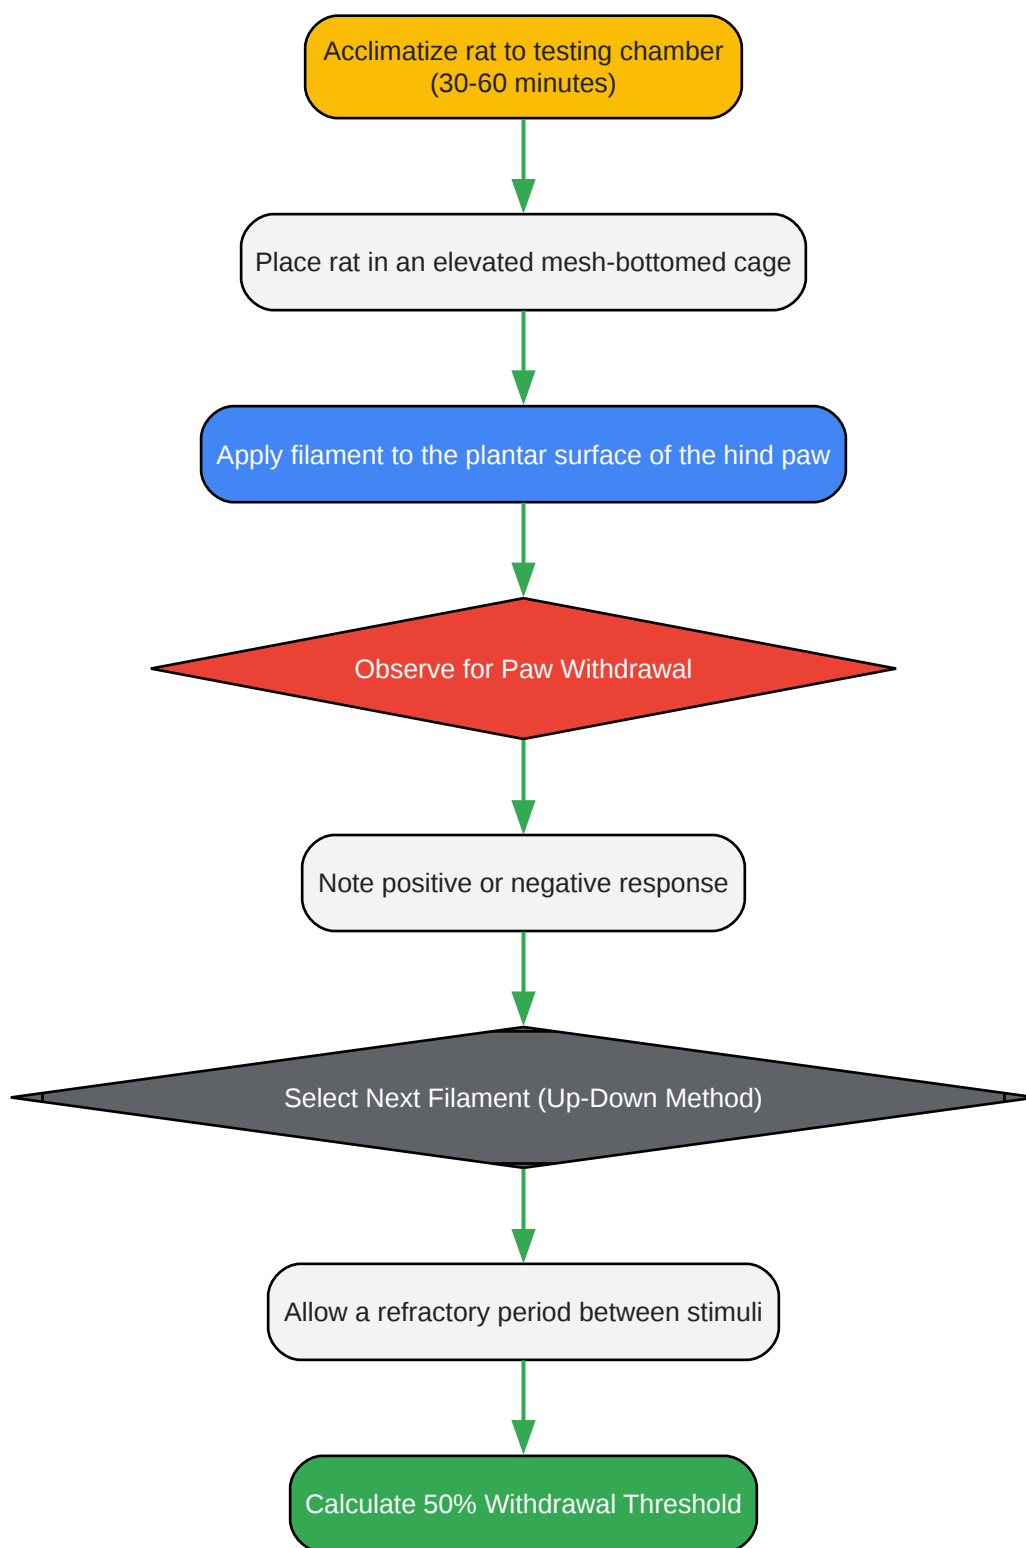 Acclimatize rat to testing chamber
(30-60 minutes)
Place rat in an elevated mesh-bottomed cage
Apply filament to the plantar surface of the hind paw
Observe for Paw Withdrawal
Note positive or negative response
Select Next Filament (Up-Down Method)
Allow a refractory period between stimuli
Calculate 50% Withdrawal Threshold